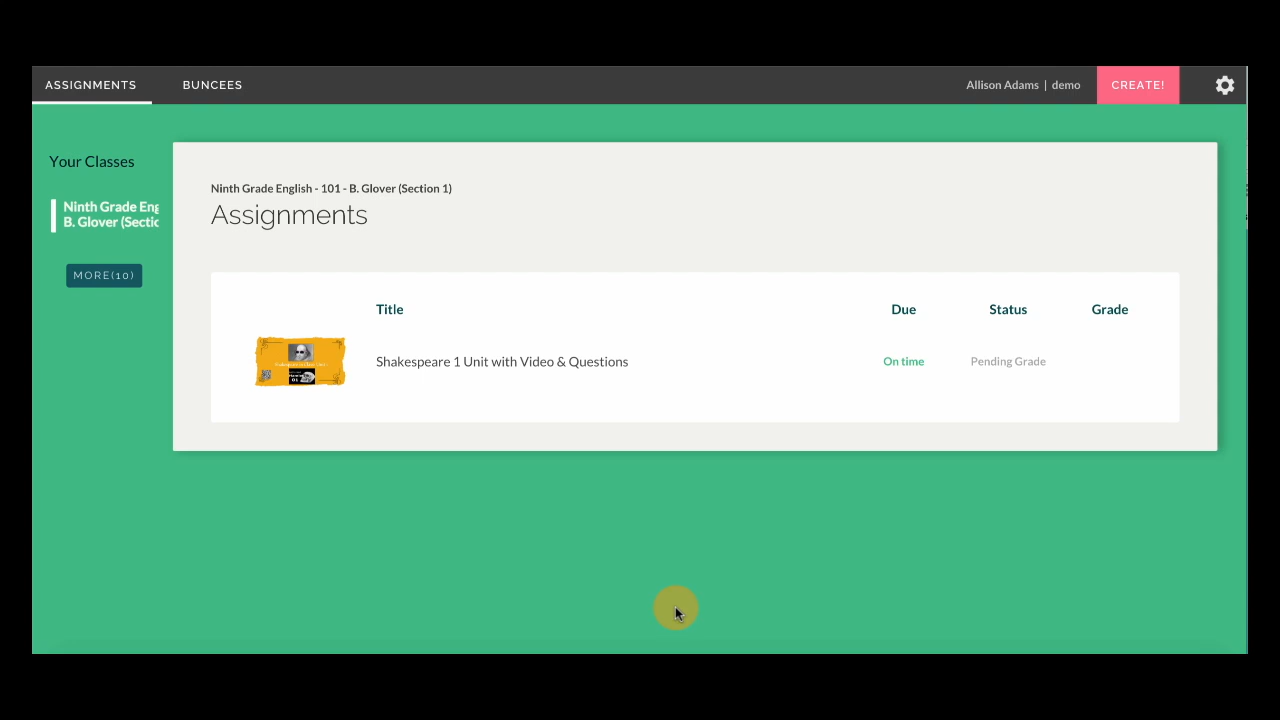 ASSIGNMENTS BUNCEES Allison Adams | demo CREATE!
Your Classes
Ninth Grade Eng
B. Glover (Sectio
MORE(10)
Ninth Grade English - 101 - B. Glover (Section 1)
Assignments
Title Due Status Grade
Shakespeare 1 Unit with Video & Questions On time Pending Grade